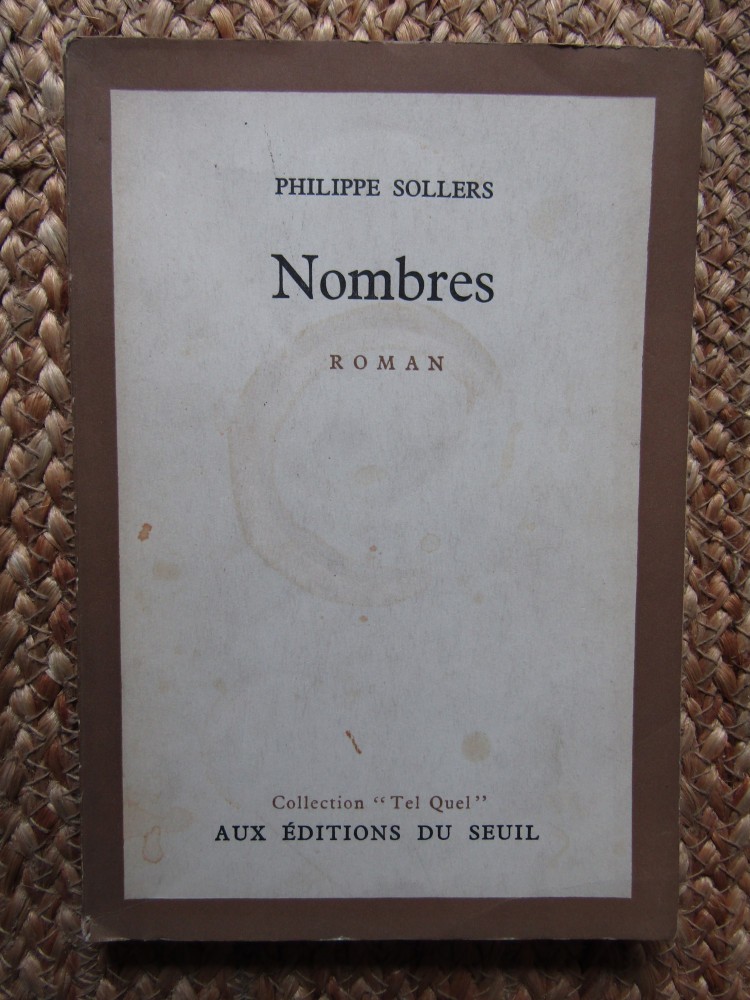 PHILIPPE SOLLERS
Nombres
ROMAN
Collection “Tel Quel”
AUX ÉDITIONS DU SEUIL